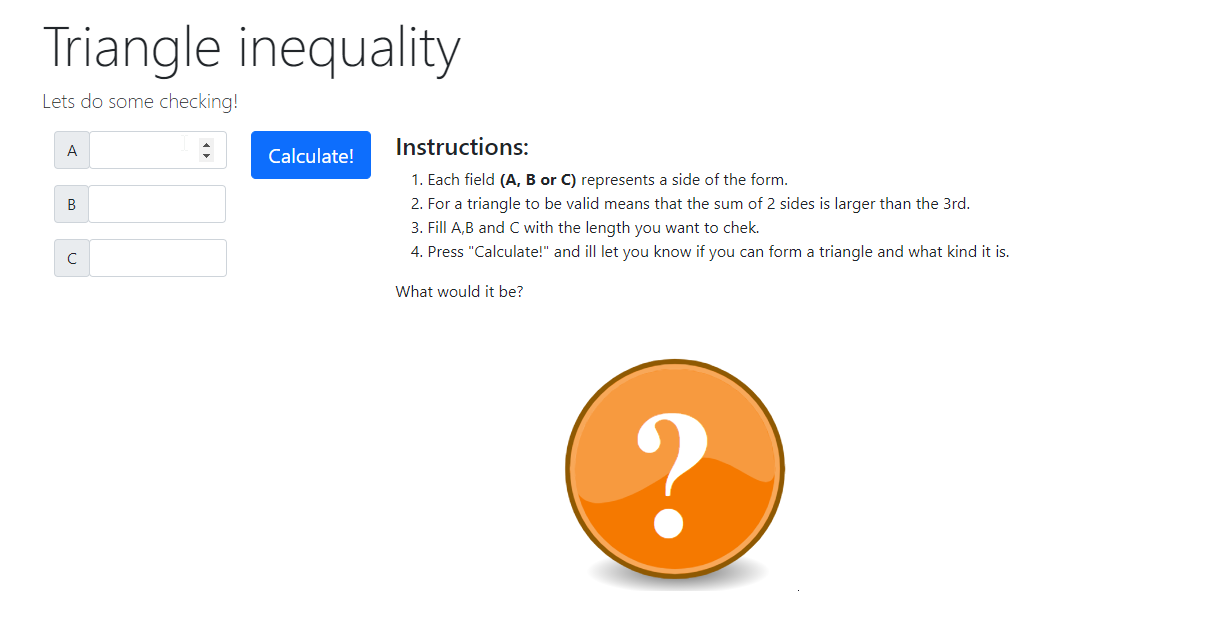 Triangle inequality
Lets do some checking!
A
B
C
Calculate!
Instructions:
1. Each field (A, B or C) represents a side of the form.
2. For a triangle to be valid means that the sum of 2 sides is larger than the 3rd.
3. Fill A,B and C with the length you want to chek.
4. Press "Calculate!" and ill let you know if you can form a triangle and what kind it is.
What would it be?
?